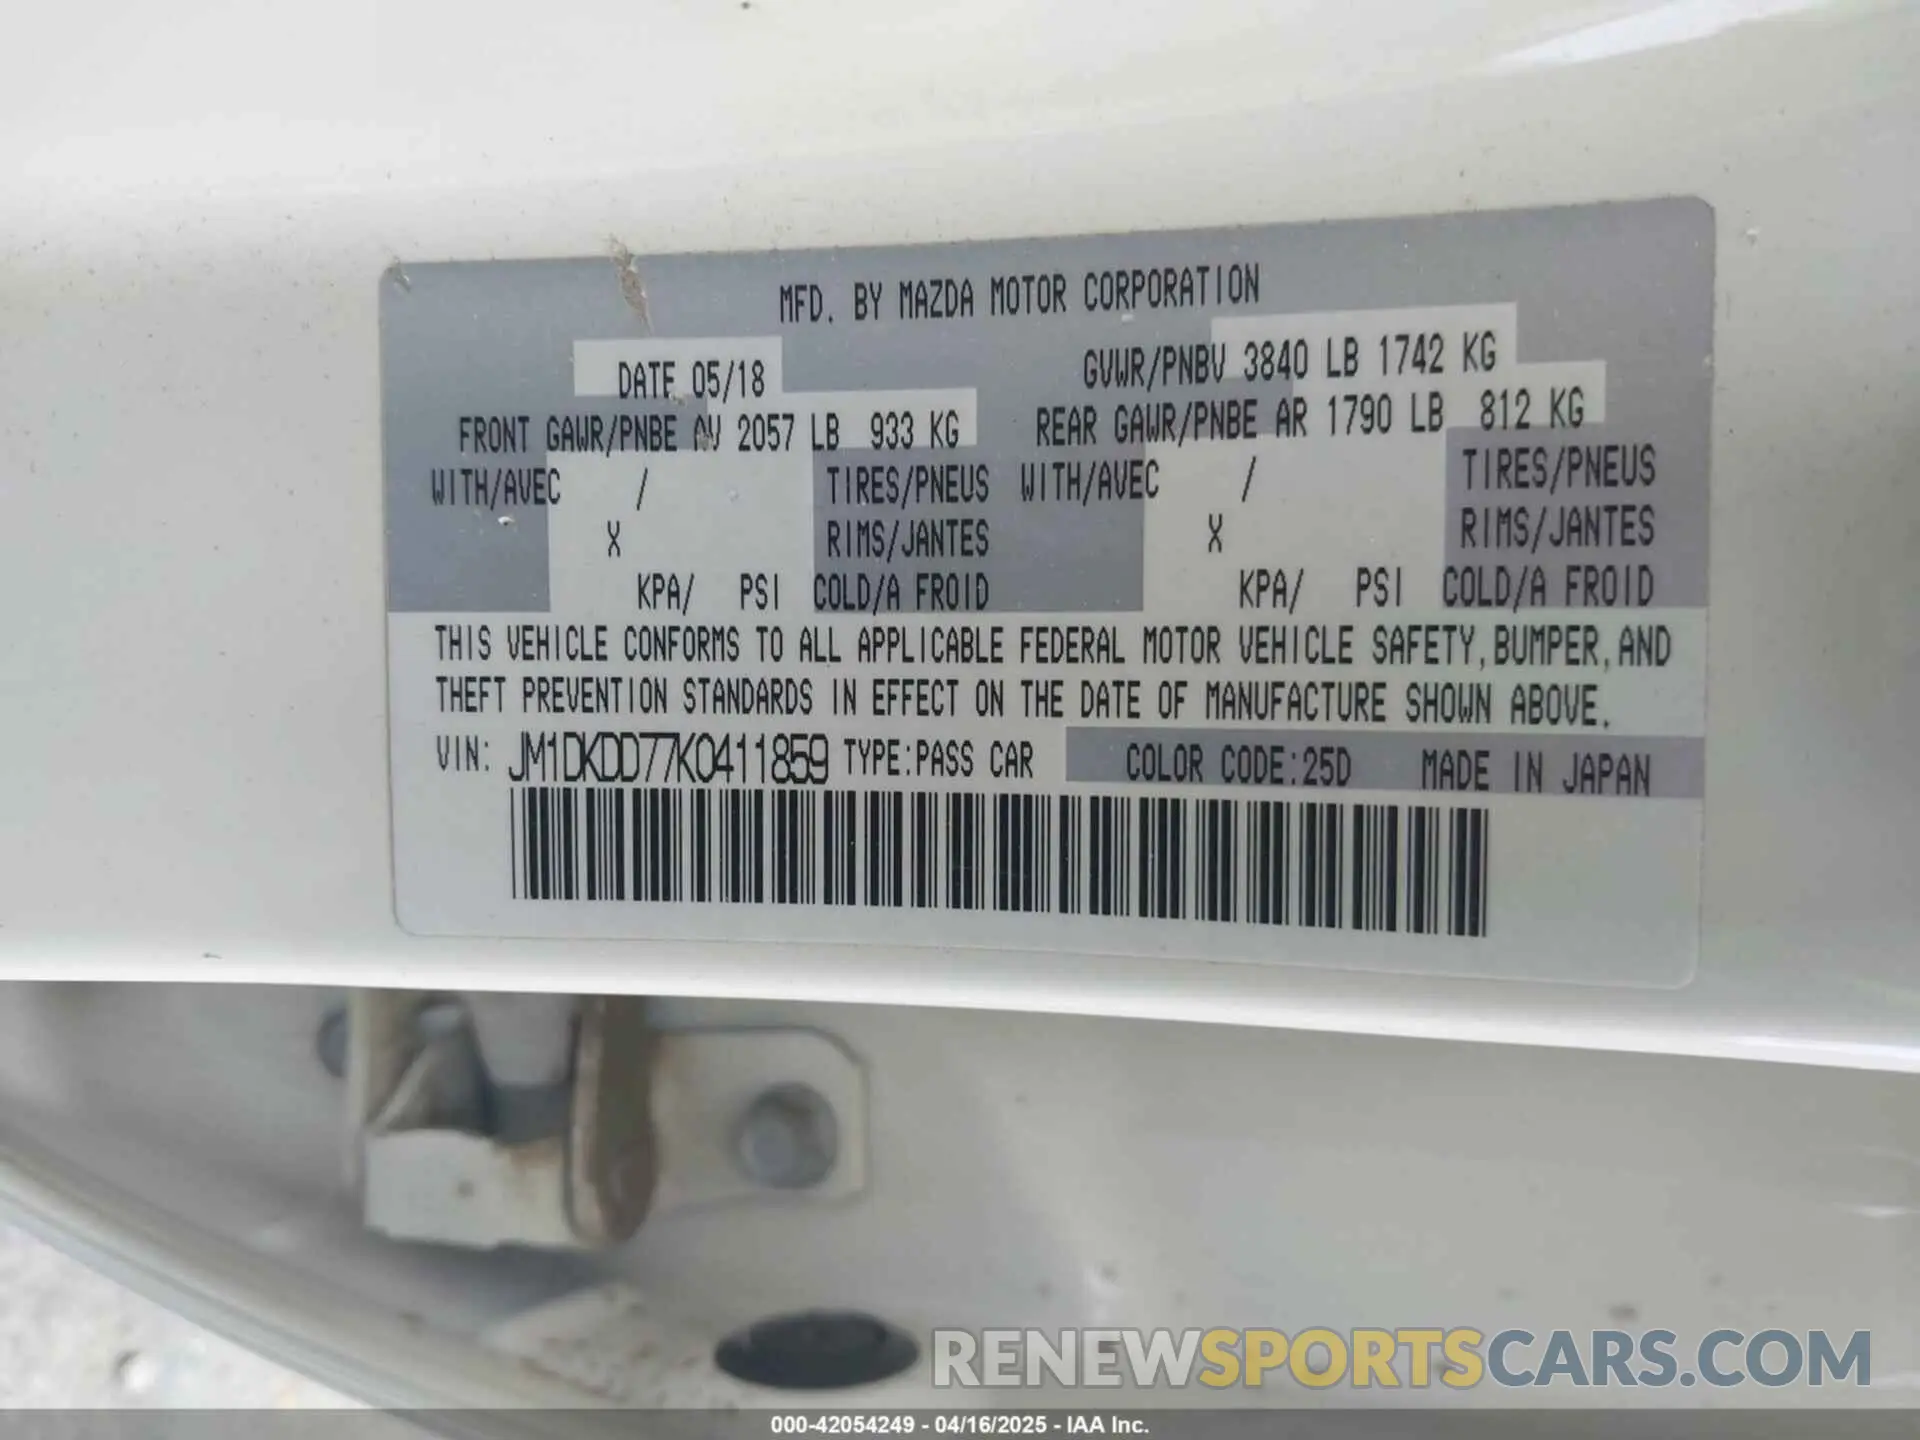 MFD. BY MAZDA MOTOR CORPORATION
DATE 05/18 GVWR/PNBV 3840 LB 1742 KG
FRONT GAWR/PNBE AV 2057 LB 933 KG REAR GAWR/PNBE AR 1790 LB 812 KG
WITH/AVEC / TIRES/PNEUS WITH/AVEC / TIRES/PNEUS
X RIMS/JANTES X RIMS/JANTES
KPA/ PSI COLD/A FROID KPA/ PSI COLD/A FROID
THIS VEHICLE CONFORMS TO ALL APPLICABLE FEDERAL MOTOR VEHICLE SAFETY, BUMPER, AND
THEFT PREVENTION STANDARDS IN EFFECT ON THE DATE OF MANUFACTURE SHOWN ABOVE.
VIN: JM1DKDD77K0411859 TYPE:PASS CAR COLOR CODE:25D MADE IN JAPAN
RENEWSPORTSCARS.COM
000-42054249 - 04/16/2025 - IAA Inc.